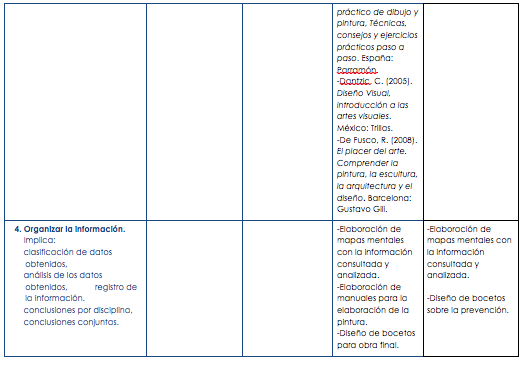 práctico de dibujo y
pintura, Técnicas,
consejos y ejercicios
prácticos paso a
paso. España:
Parramón.
-Dantzic, C. (2005).
Diseño Visual,
introducción a las
artes visuales.
México: Trillas.
-De Fusco, R. (2008).
El placer del arte.
Comprender la
pintura, la escultura,
la arquitectura y el
diseño. Barcelona:
Gustavo Gili.
4. Organizar la información.
Implica:
clasificación de datos
obtenidos,
análisis de los datos
obtenidos, registro de
la información.
conclusiones por disciplina,
conclusiones conjuntas.
-Elaboración de
mapas mentales
con la información
consultada y
analizada.
-Elaboración de
manuales para la
elaboración de la
pintura.
-Diseño de bocetos
para obra final.
-Elaboración de
mapas mentales con
la información
consultada y
analizada.
-Diseño de bocetos
sobre la prevención.